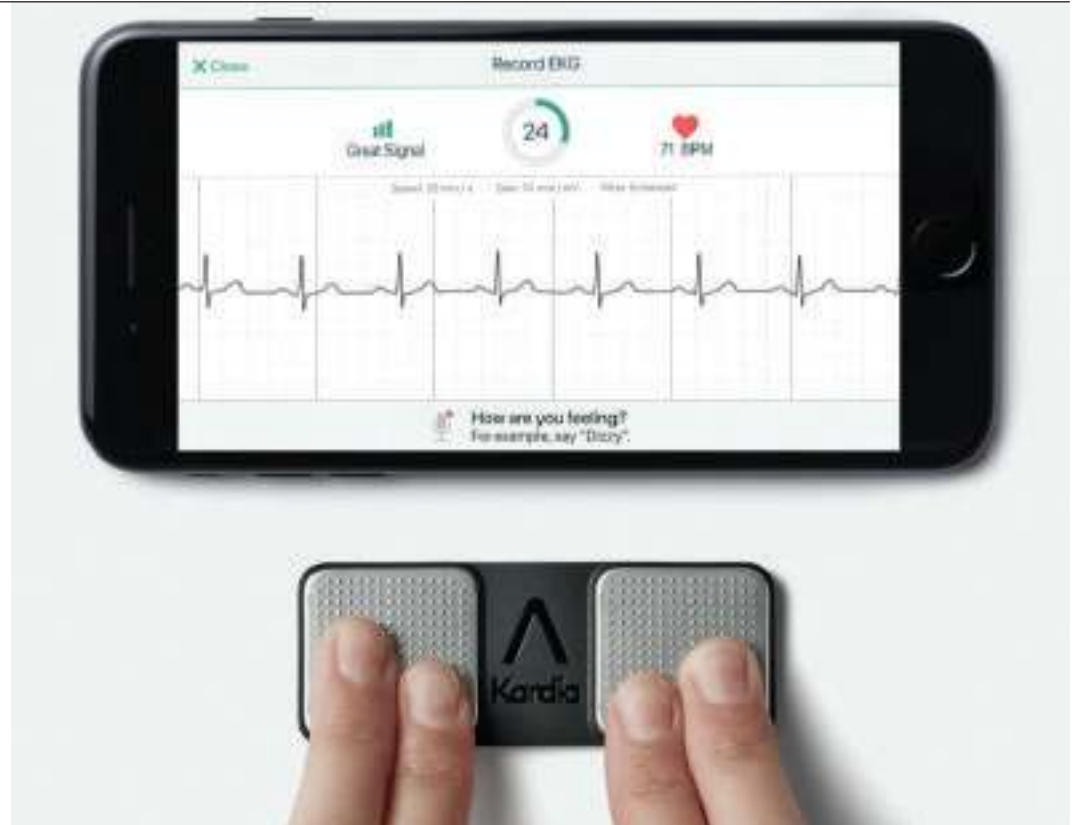 X Close
Record EKG
Great Signal
24
71 BPM
How are you feeling?
For example, say "Dizzy".
Kardia